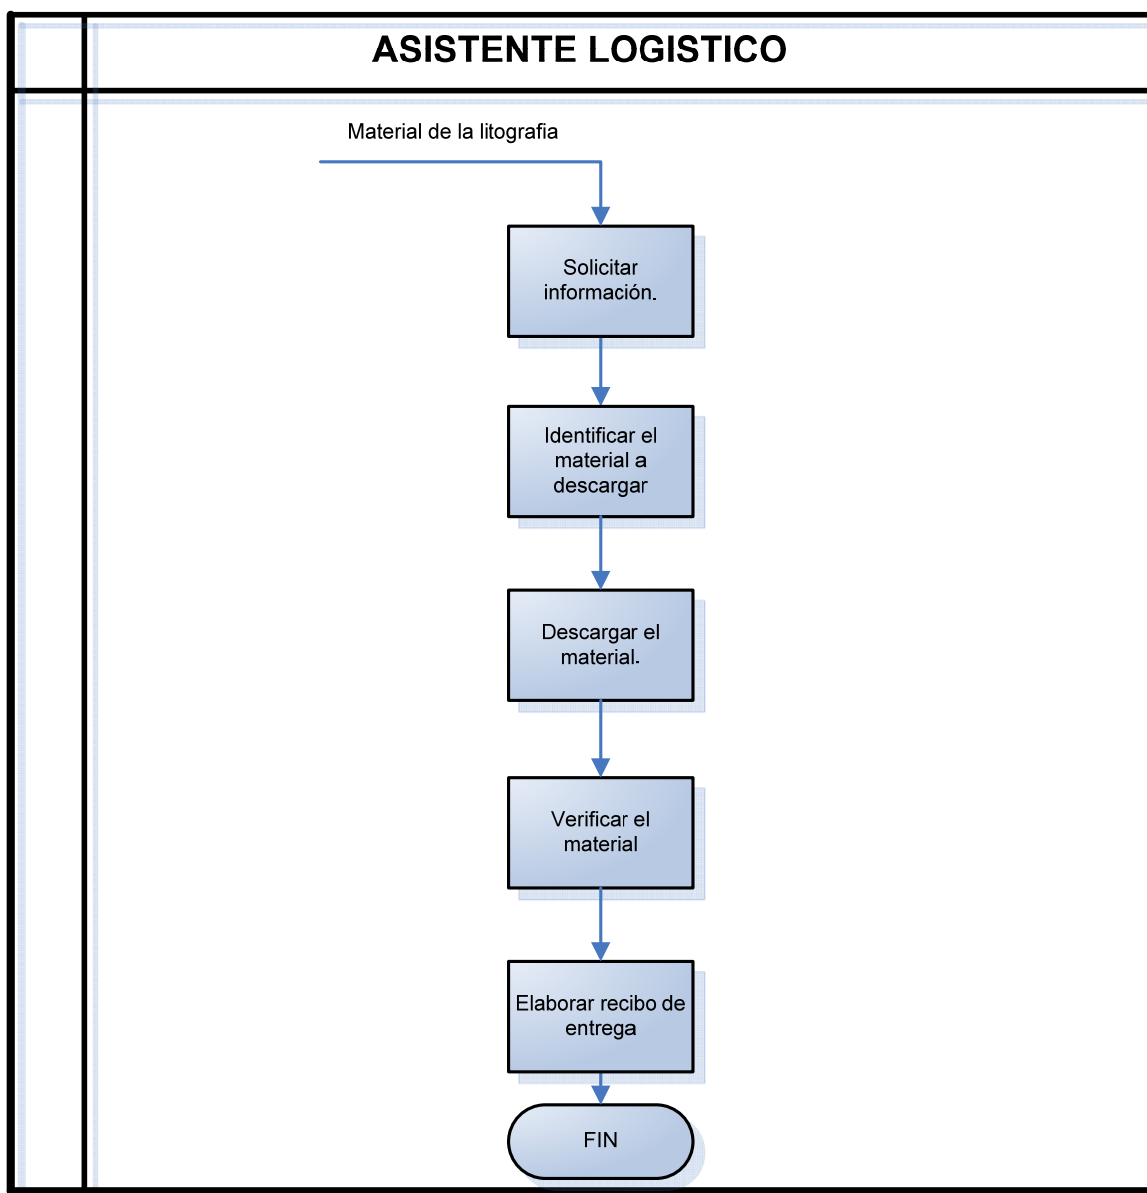 ASISTENTE LOGISTICO
Material de la litografia
Solicitar
información.
Identificar el
material a
descargar
Descargar el
material.
Verificar el
material
Elaborar recibo de
entrega
FIN